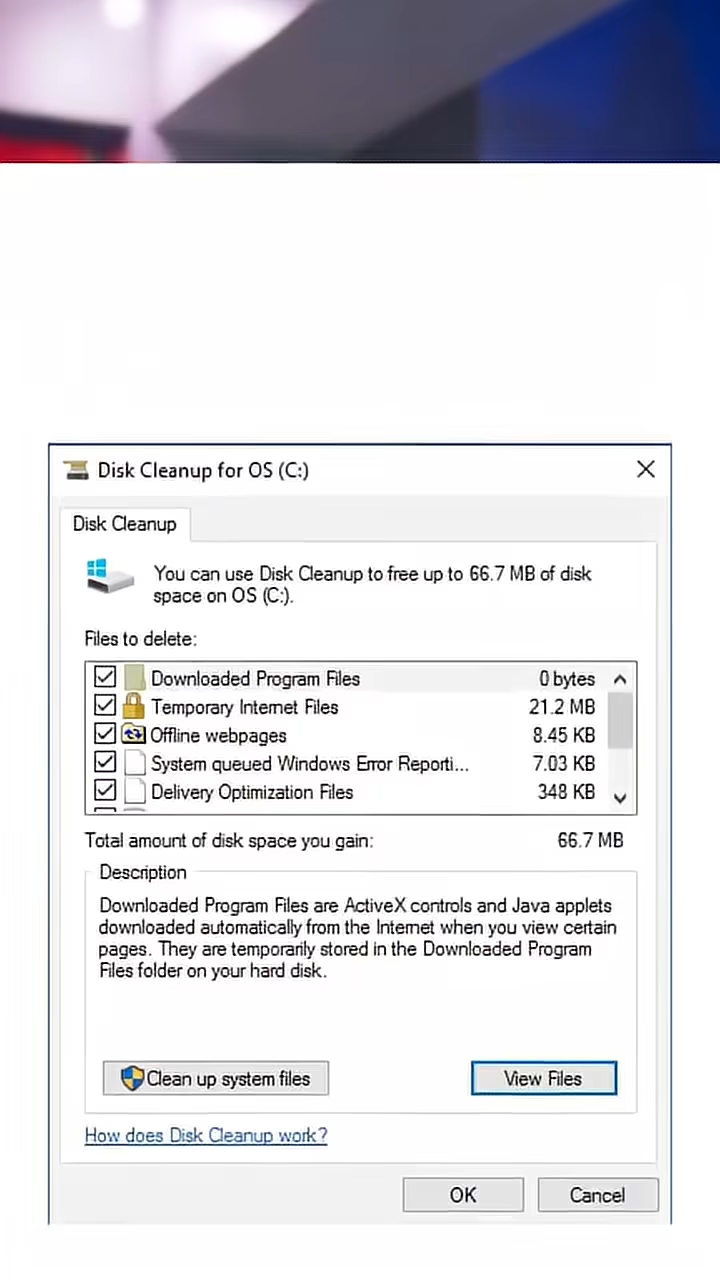 Disk Cleanup for OS (C:)
Disk Cleanup
You can use Disk Cleanup to free up to 66.7 MB of disk
space on OS (C:).
Files to delete:
Downloaded Program Files 0 bytes
Temporary Internet Files 21.2 MB
Offline webpages 8.45 KB
System queued Windows Error Reporti... 7.03 KB
Delivery Optimization Files 348 KB
Total amount of disk space you gain: 66.7 MB
Description
Downloaded Program Files are ActiveX controls and Java applets
downloaded automatically from the Internet when you view certain
pages. They are temporarily stored in the Downloaded Program
Files folder on your hard disk.
Clean up system files
View Files
How does Disk Cleanup work?
OK
Cancel